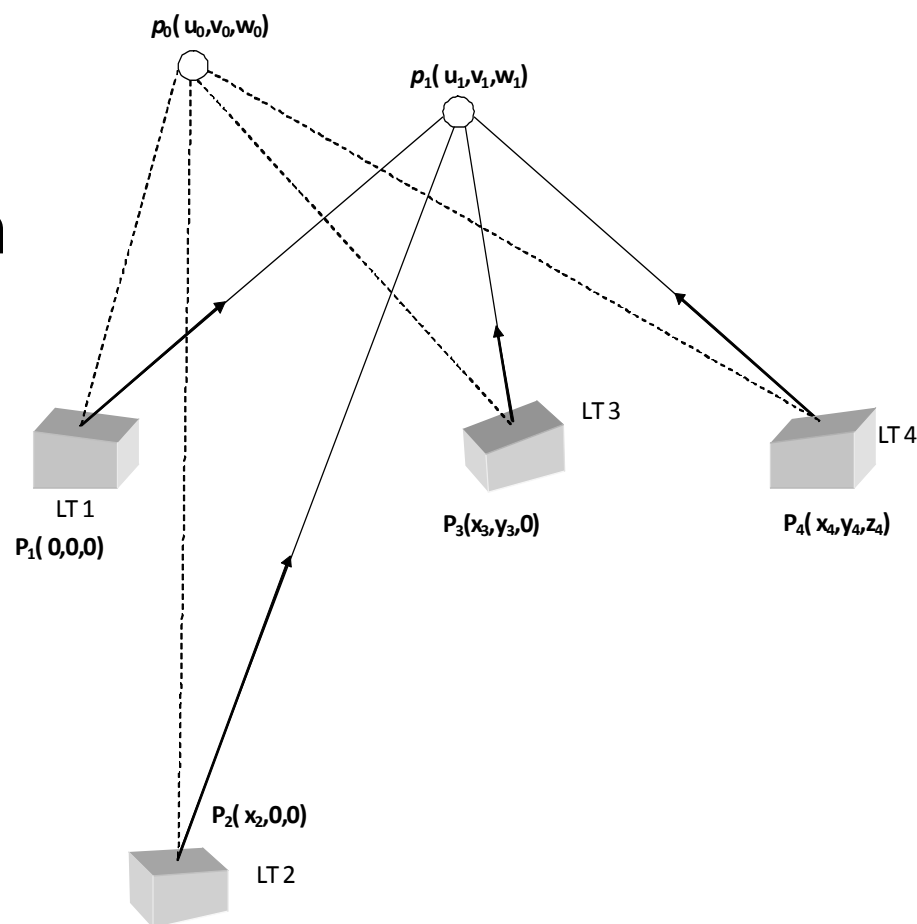 p₀( u₀,v₀,w₀)
p₁( u₁,v₁,w₁)
LT 3
LT 4
LT 1
P₃(x₃,y₃,0)
P₄( x₄,y₄,z₄)
P₁( 0,0,0)
P₂( x₂,0,0)
LT 2